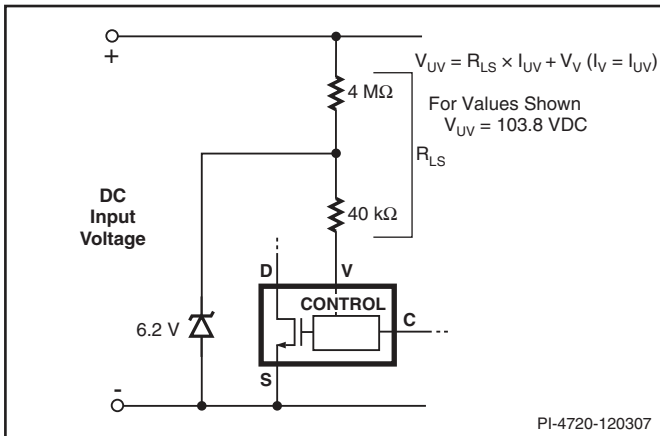 +
V_UV = R_LS × I_UV + V_V (I_V = I_UV)
4 MΩ
For Values Shown
V_UV = 103.8 VDC
R_LS
DC
Input
Voltage
40 kΩ
D
V
CONTROL
C
6.2 V
S
-
PI-4720-120307